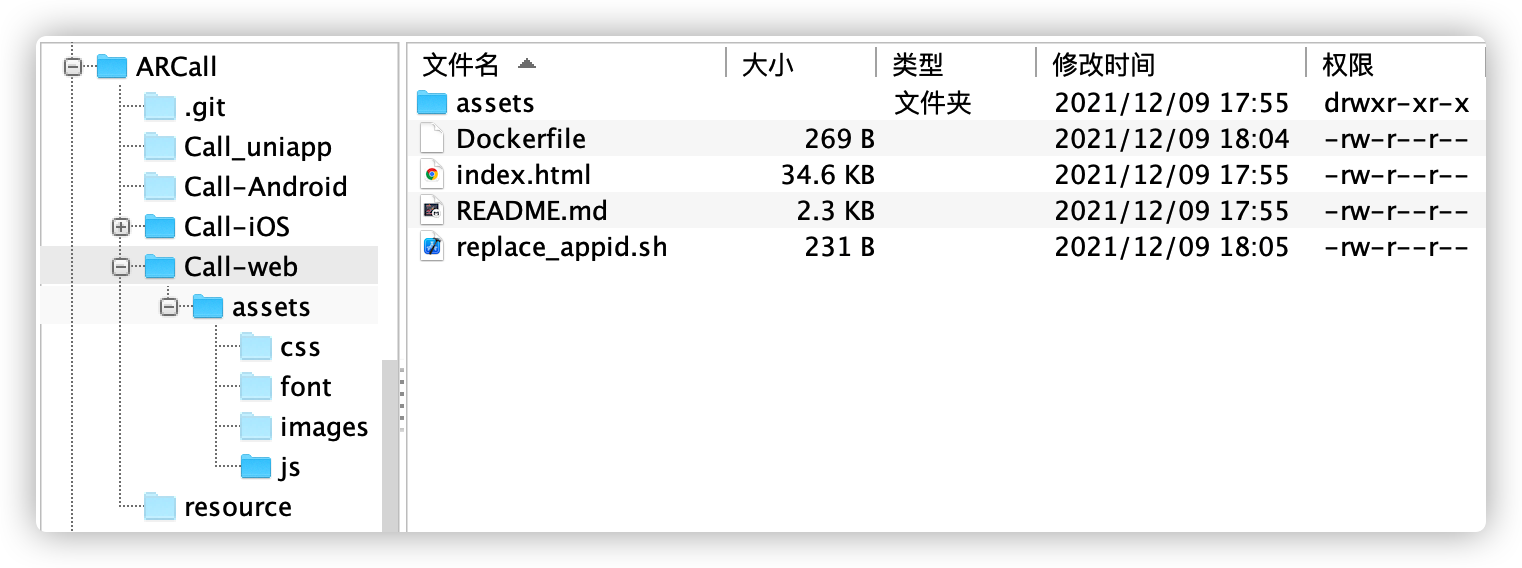 ARCall
.git
Call_uniapp
Call-Android
Call-iOS
Call-web
assets
css
font
images
js
resource
文件名 大小 类型 修改时间 权限
assets 文件夹 2021/12/09 17:55 drwxr-xr-x
Dockerfile 269 B 2021/12/09 18:04 -rw-r--r--
index.html 34.6 KB 2021/12/09 17:55 -rw-r--r--
README.md 2.3 KB 2021/12/09 17:55 -rw-r--r--
replace_appid.sh 231 B 2021/12/09 18:05 -rw-r--r--